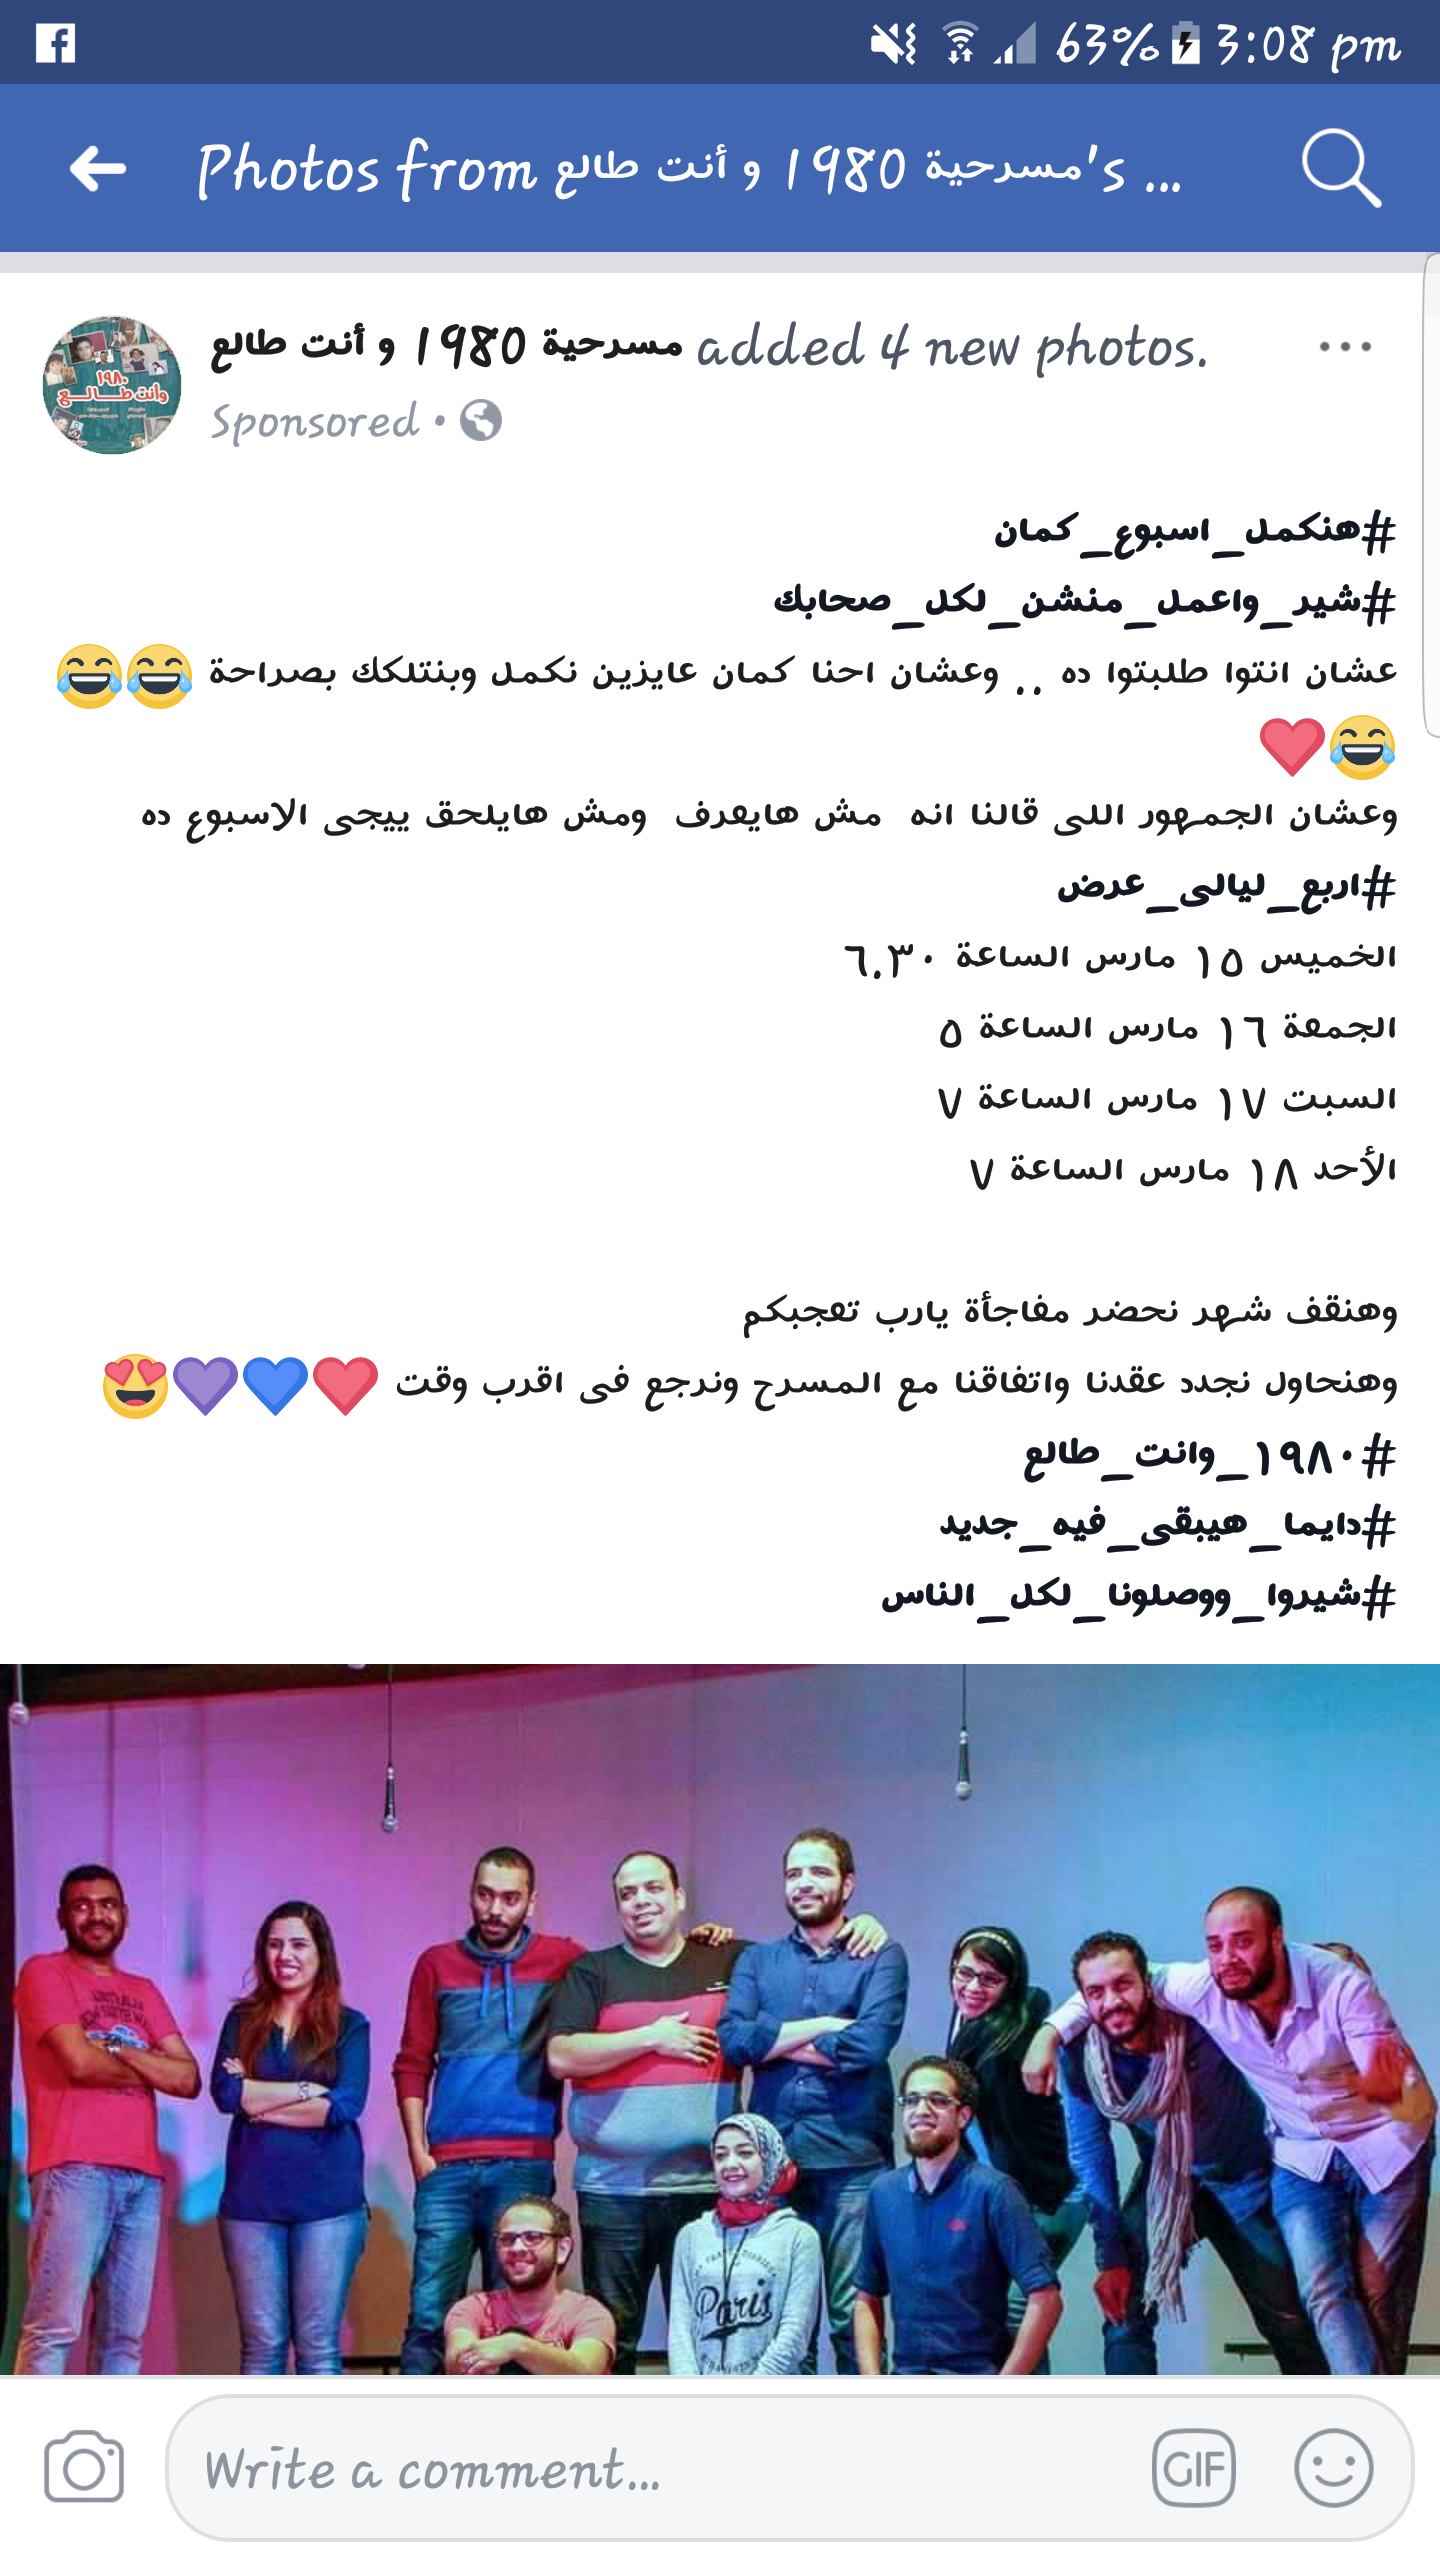 63% 3:08 pm
Photos from مسرحية 1980 و أنت طالع's ...
مسرحية 1980 و أنت طالع added 4 new photos.
Sponsored
١٩٨٠
وأنت طالع
#هنكمل_اسبوع_كمان
#شير_واعمل_منشن_لكل_صحابك
عشان انتوا طلبتوا ده .. وعشان احنا كمان عايزين نكمل وبنتلكك بصراحة 😂😂
😂❤
وعشان الجمهور اللى قالنا انه مش هايعرف ومش هايلحق ييجى الاسبوع ده
#اربع_ليالى_عرض
الخميس ١٥ مارس الساعة ٦.٣٠
الجمعة ١٦ مارس الساعة ٥
السبت ١٧ مارس الساعة ٧
الأحد ١٨ مارس الساعة ٧
وهنقف شهر نحضر مفاجأة يارب تعجبكم
وهنحاول نجدد عقدنا واتفاقنا مع المسرح ونرجع فى اقرب وقت ❤💙💜😍
#١٩٨٠_وانت_طالع
#دايما_هيبقى_فيه_جديد
#شيروا_ووصلونا_لكل_الناس
Paris
Write a comment...
GIF